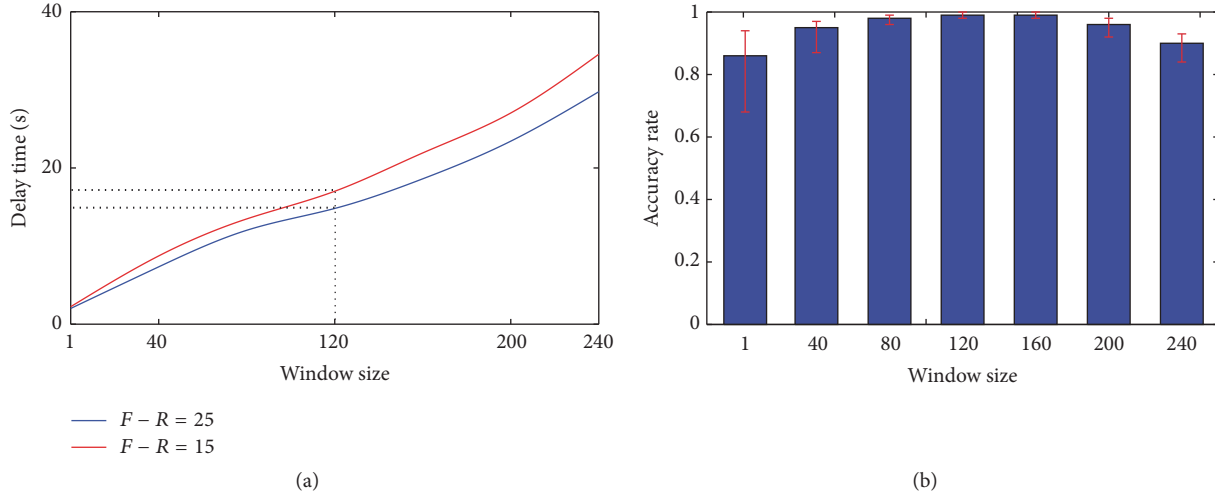 40
20
0
Delay time (s)
1 40 120 200 240
Window size
F − R = 25
F − R = 15
(a)
1
0.8
0.6
0.4
0.2
0
Accuracy rate
1 40 80 120 160 200 240
Window size
(b)